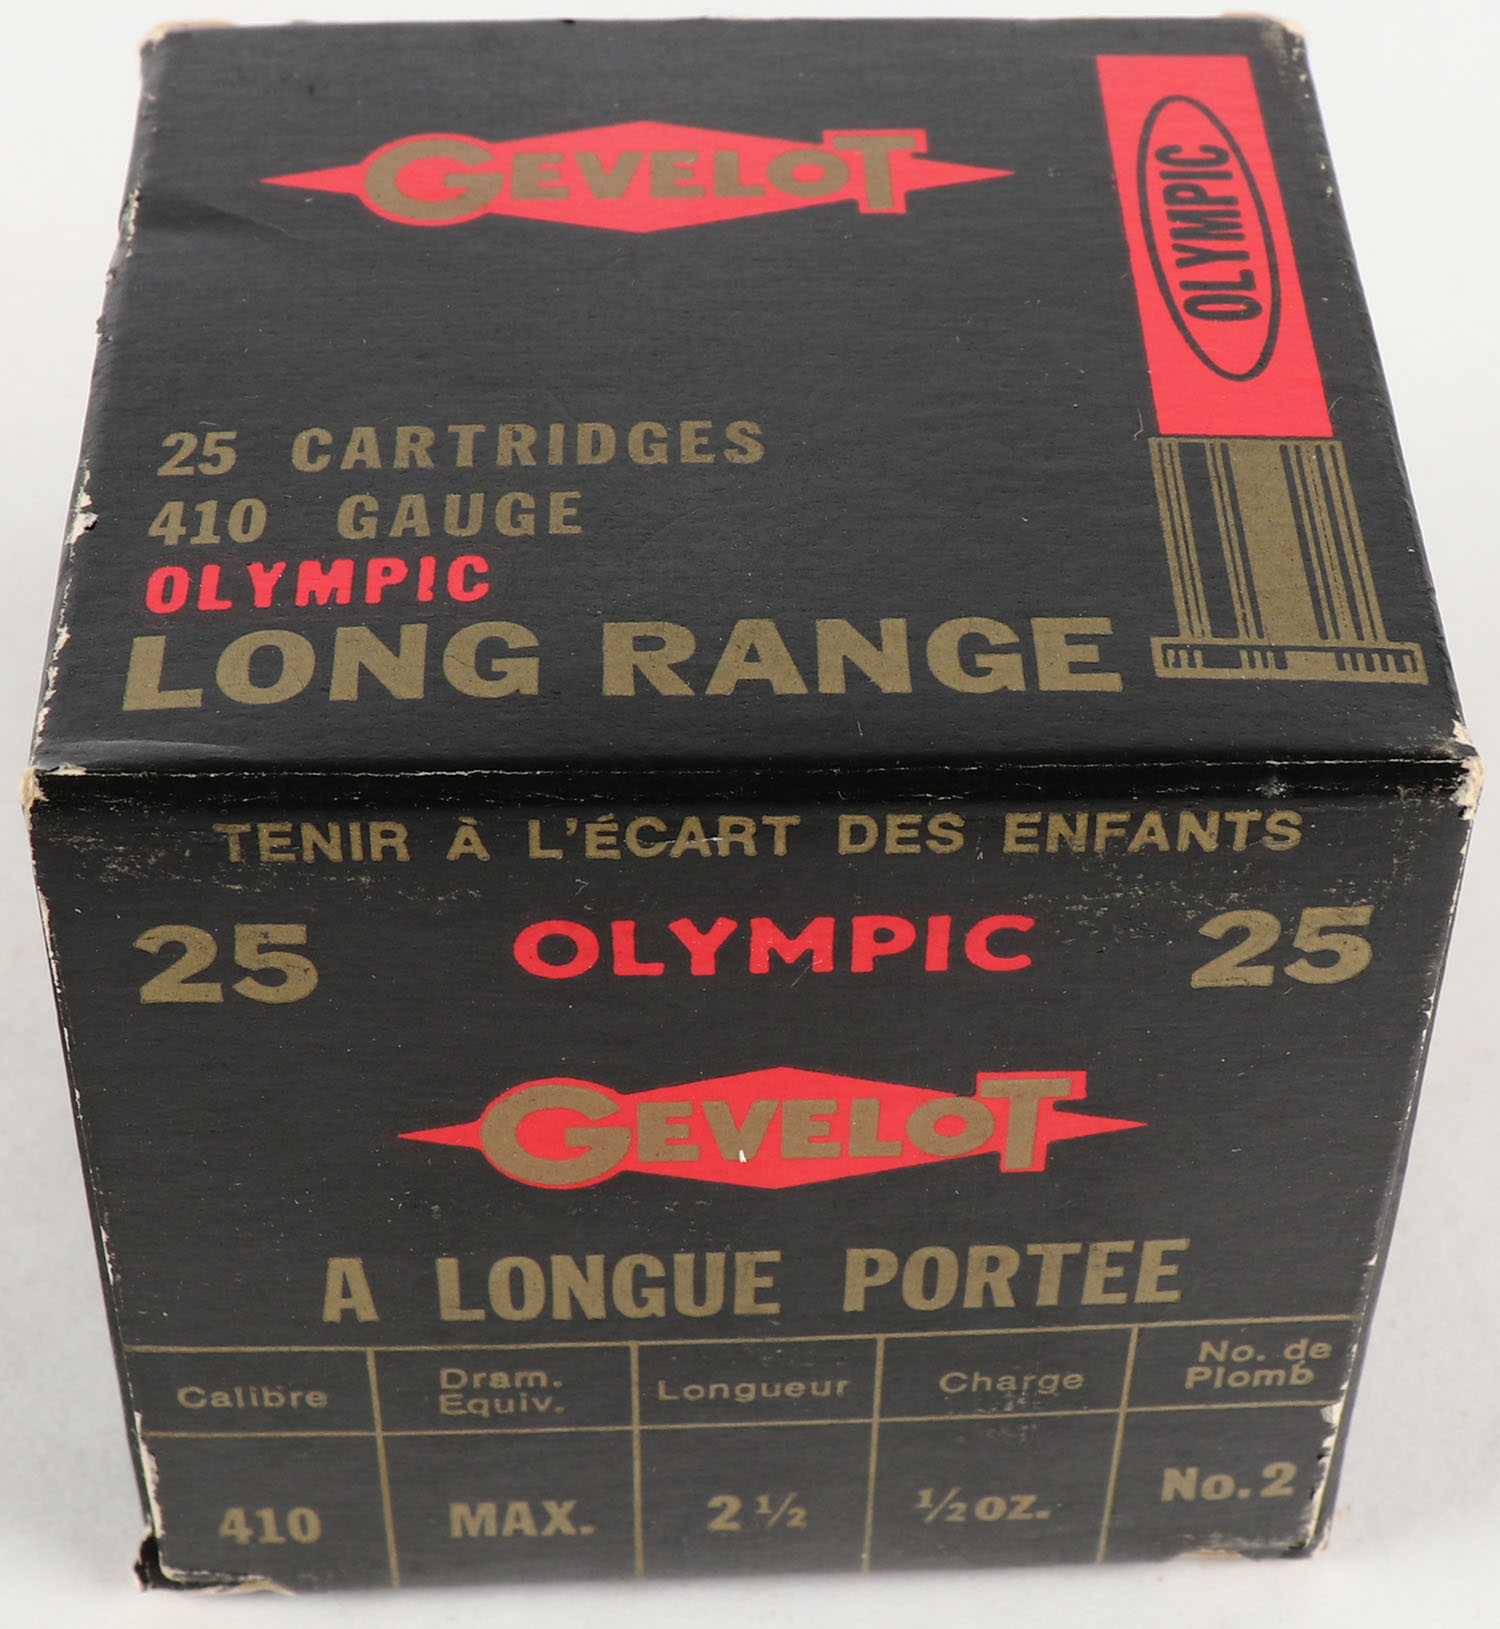 GEVELOT
OLYMPIC
25 CARTRIDGES
410 GAUGE
OLYMPIC
LONG RANGE
TENIR À L'ÉCART DES ENFANTS
25 OLYMPIC 25
GEVELOT
A LONGUE PORTEE
Calibre Dram. Equiv. Longueur Charge No. de Plomb
410 MAX. 2 ½ ½ OZ. No. 2